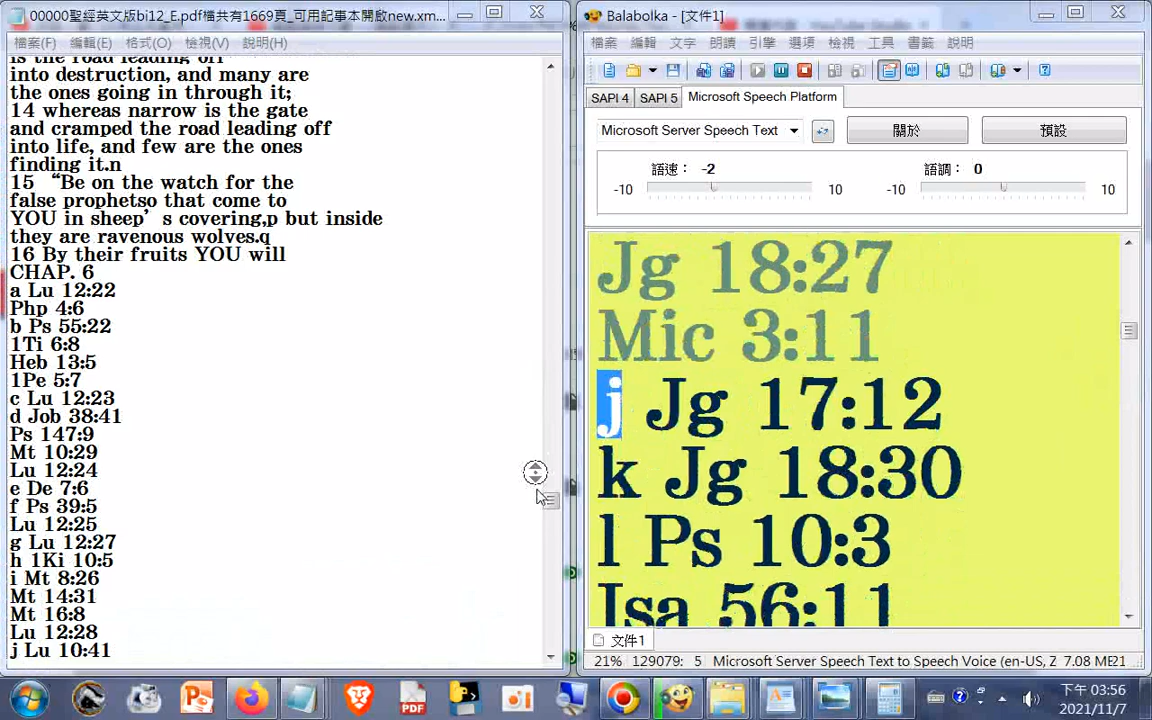 00000聖經英文版bi12_E.pdf檔共有1669頁_可用記事本開啟new.xm...
檔案(F) 編輯(E) 格式(O) 檢視(V) 說明(H)
is the road leading off
into destruction, and many are
the ones going in through it;
14 whereas narrow is the gate
and cramped the road leading off
into life, and few are the ones
finding it.n
15 “Be on the watch for the
false prophetso that come to
YOU in sheep’s covering,p but inside
they are ravenous wolves.q
16 By their fruits YOU will
CHAP. 6
a Lu 12:22
Php 4:6
b Ps 55:22
1Ti 6:8
Heb 13:5
1Pe 5:7
c Lu 12:23
d Job 38:41
Ps 147:9
Mt 10:29
Lu 12:24
e De 7:6
f Ps 39:5
Lu 12:25
g Lu 12:27
h 1Ki 10:5
i Mt 8:26
Mt 14:31
Mt 16:8
Lu 12:28
j Lu 10:41
Balabolka - [文件1]
檔案 編輯 文字 朗讀 引擎 選項 檢視 工具 書籤 說明
SAPI 4 SAPI 5 Microsoft Speech Platform
Microsoft Server Speech Text 關於 預設
語速: -2 語調: 0
-10 10 -10 10
Jg 18:27
Mic 3:11
j Jg 17:12
k Jg 18:30
l Ps 10:3
Isa 56:11
文件1
21% 129079: 5 Microsoft Server Speech Text to Speech Voice (en-US, Z 7.08 ME21
PDF
下午 03:56
2021/11/7